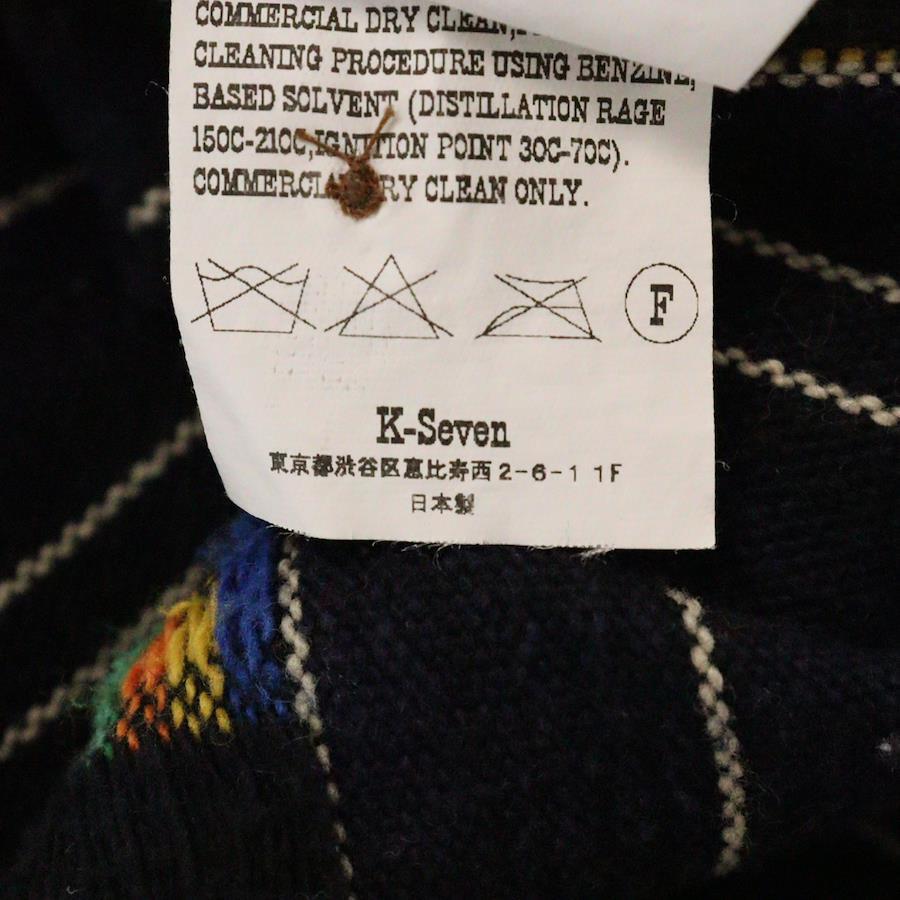 COMMERCIAL DRY CLEAN,
CLEANING PROCEDURE USING BENZINE,
BASED SOLVENT (DISTILLATION RAGE
150C-210C,IGNITION POINT 30C-70C).
COMMERCIAL DRY CLEAN ONLY.
F
K-Seven
東京都渋谷区恵比寿西2-6-1 1F
日本製